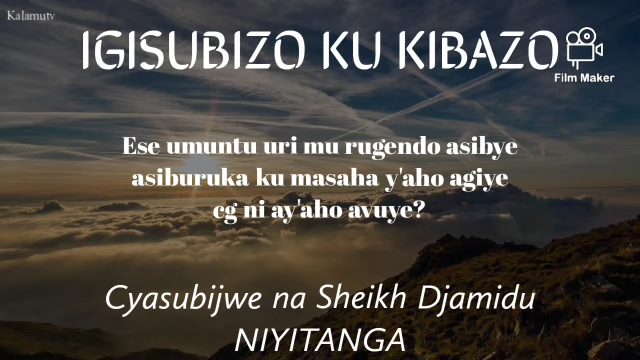 Kalamutv
IGISUBIZO KU KIBAZO
Film Maker
Ese umuntu uri mu rugendo asibye
asiburuka ku masaha y'aho agiye
cg ni ay'aho avuye?
Cyasubijwe na Sheikh Djamidu
NIYITANGA